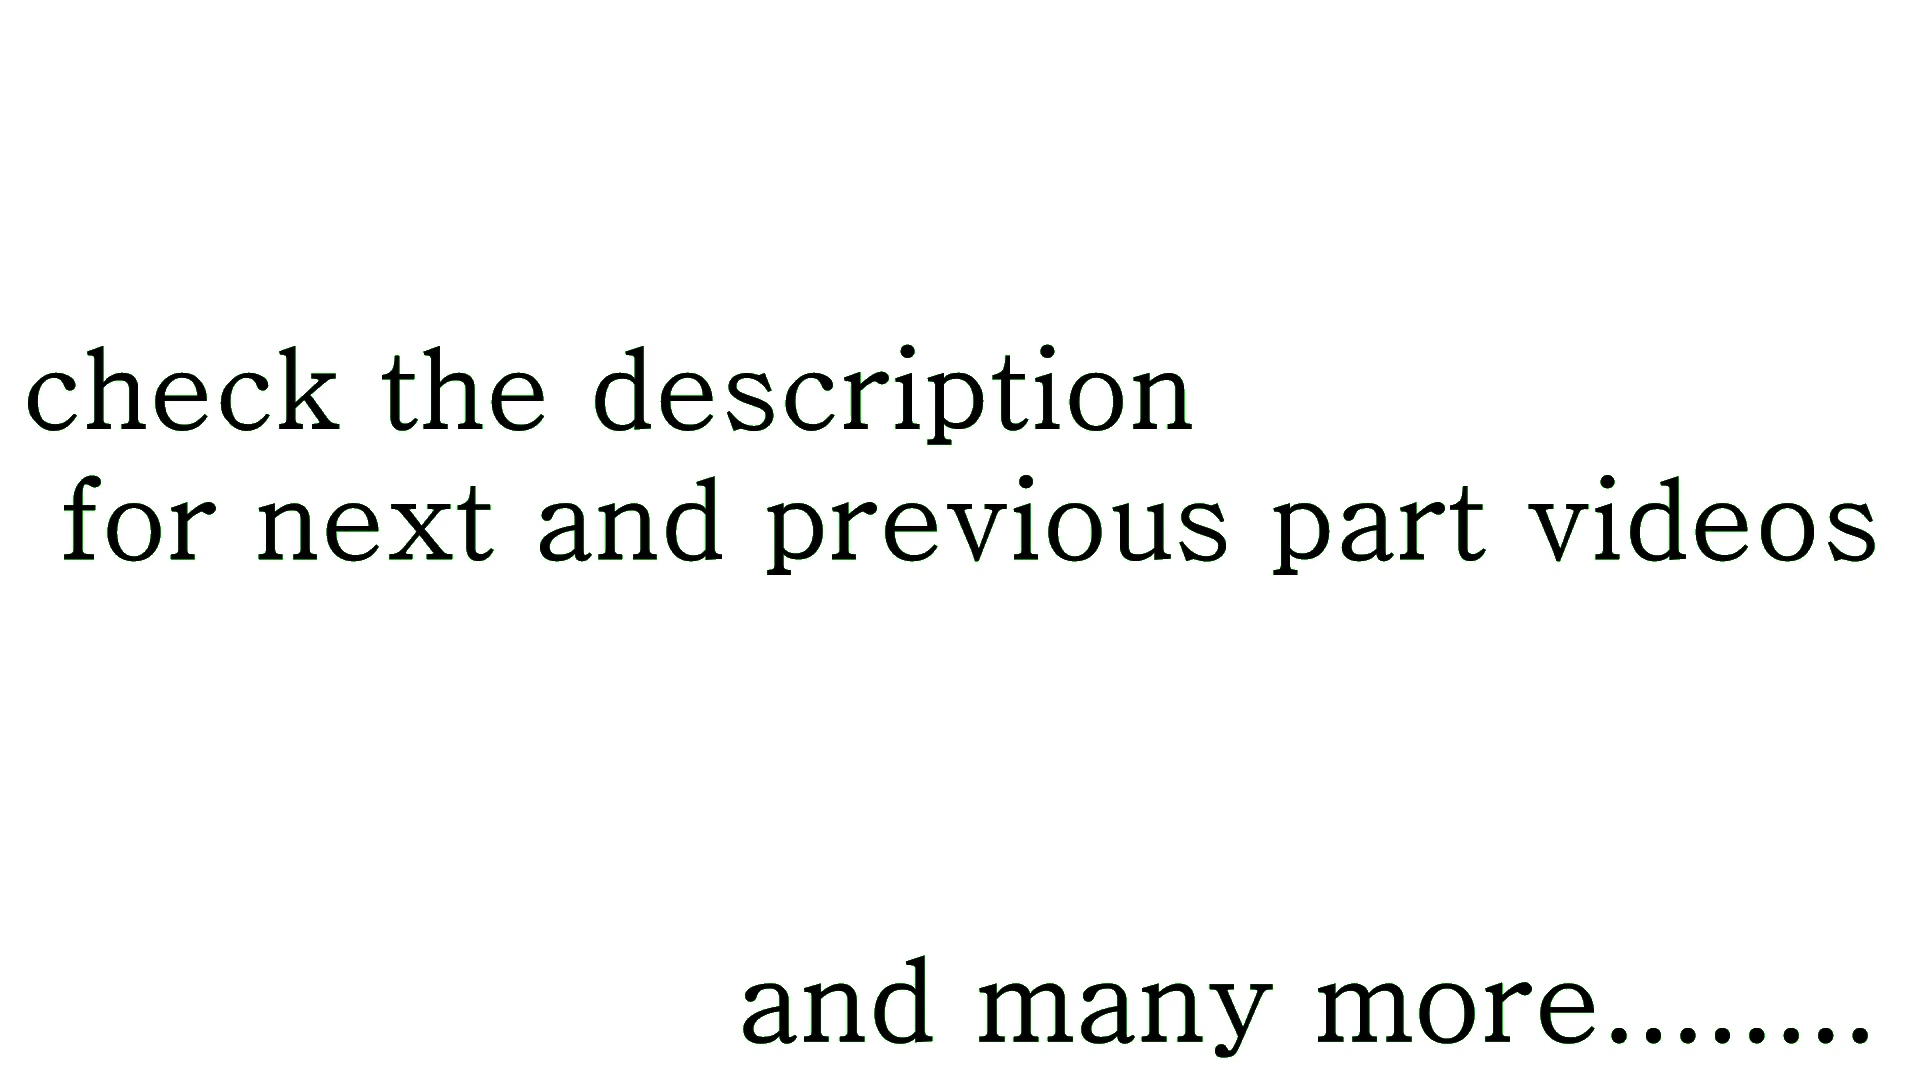 check the description
for next and previous part videos
and many more........